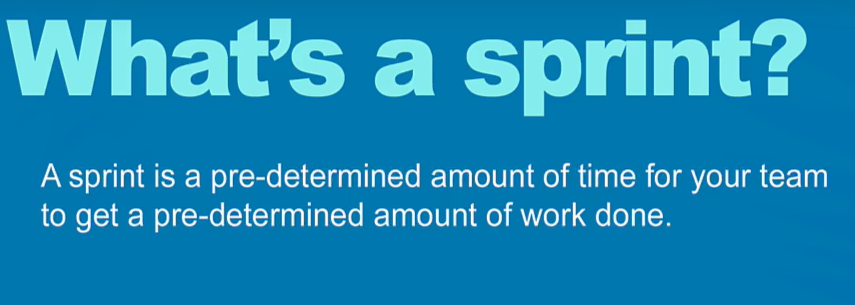 What's a sprint?
A sprint is a pre-determined amount of time for your team
to get a pre-determined amount of work done.